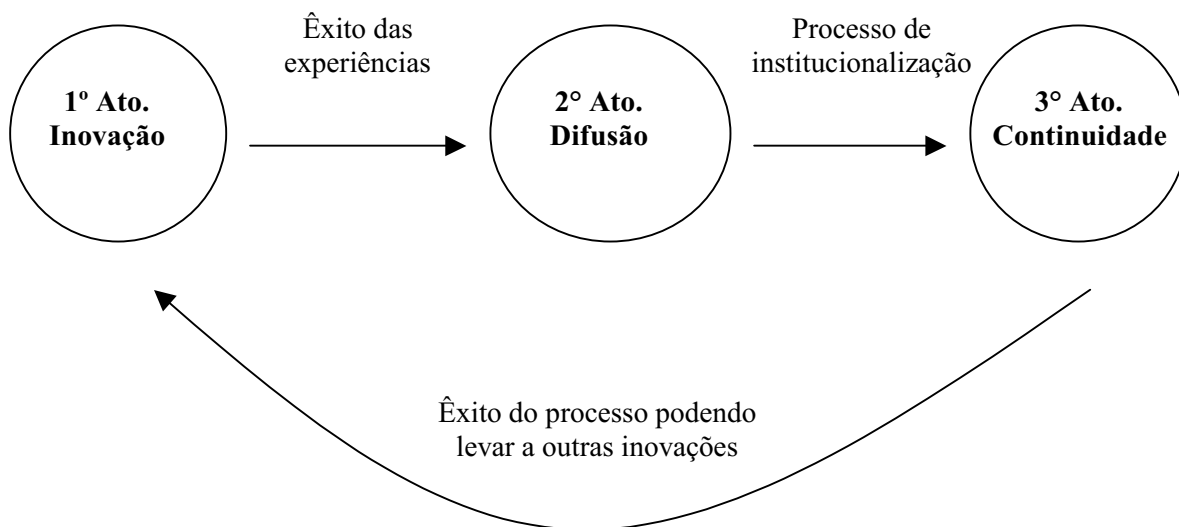 Êxito das
experiências
Processo de
institucionalização
1º Ato.
Inovação
2° Ato.
Difusão
3° Ato.
Continuidade
Êxito do processo podendo
levar a outras inovações